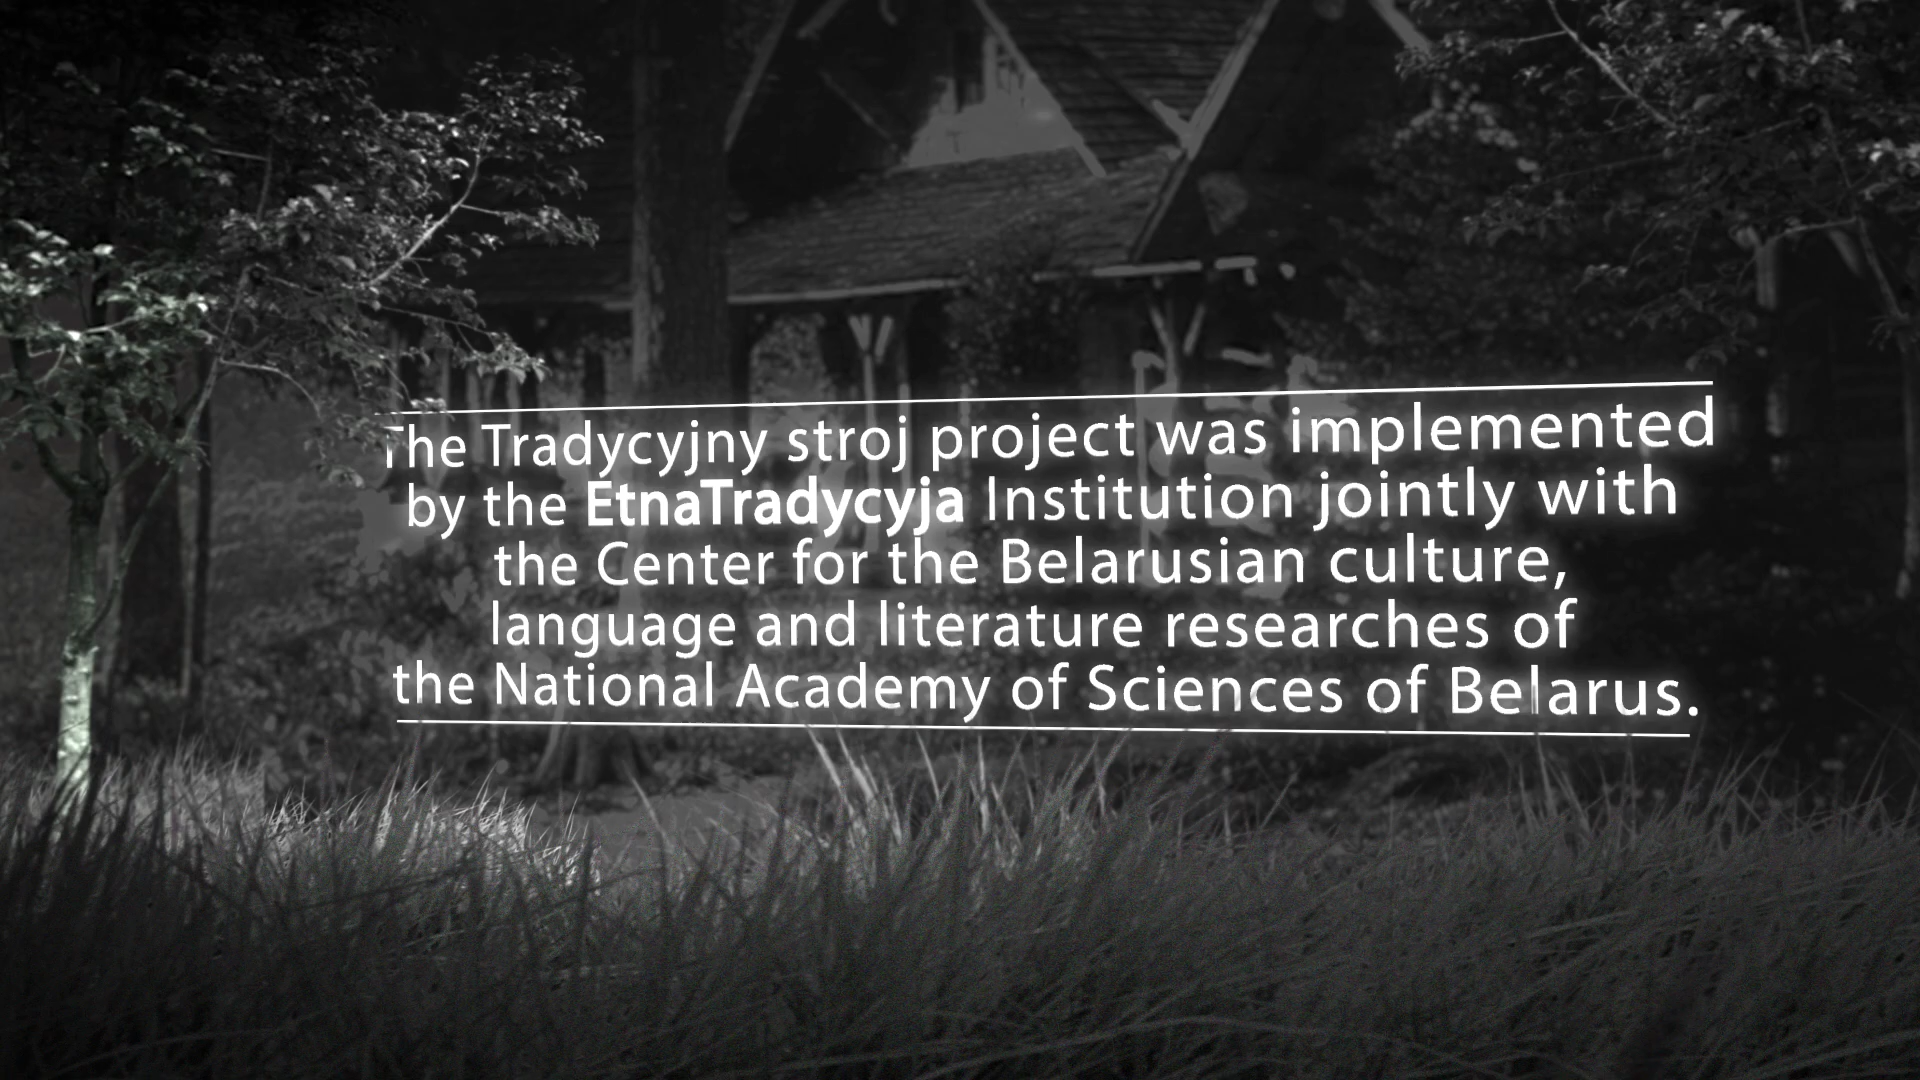 The Tradycyjny stroj project was implemented
by the EtnaTradycyja Institution jointly with
the Center for the Belarusian culture,
language and literature researches of
the National Academy of Sciences of Belarus.